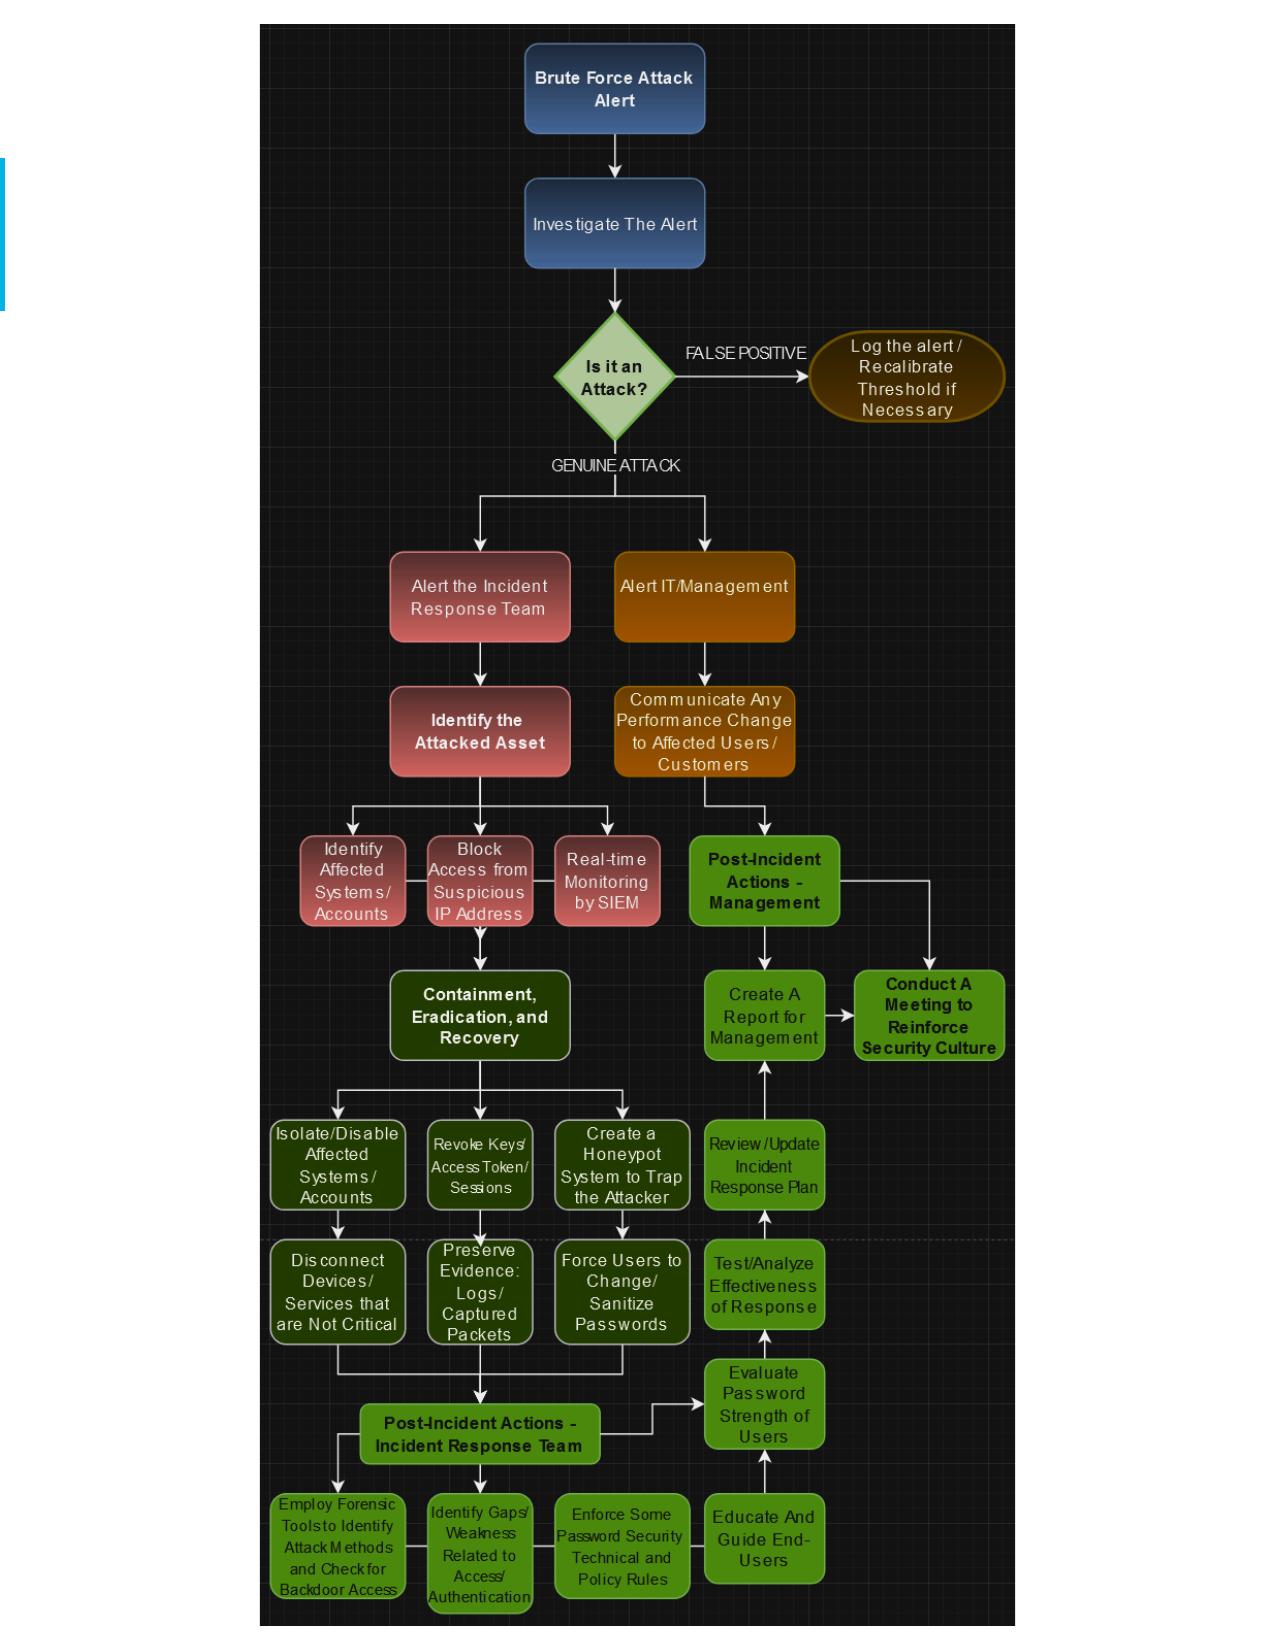 Brute Force Attack
Alert
Investigate The Alert
Is it an
Attack?
FALSE POSITIVE
Log the alert /
Recalibrate
Threshold if
Necessary
GENUINE ATTACK
Alert the Incident
Response Team
Alert IT/Management
Identify the
Attacked Asset
Communicate Any
Performance Change
to Affected Users/
Customers
Identify
Affected
Systems/
Accounts
Block
Access from
Suspicious
IP Address
Real-time
Monitoring
by SIEM
Post-Incident
Actions -
Management
Containment,
Eradication, and
Recovery
Create A
Report for
Management
Conduct A
Meeting to
Reinforce
Security Culture
Isolate/Disable
Affected
Systems/
Accounts
Revoke Keys/
Access Token/
Sessions
Create a
Honeypot
System to Trap
the Attacker
Review/Update
Incident
Response Plan
Disconnect
Devices/
Services that
are Not Critical
Preserve
Evidence:
Logs/
Captured
Packets
Force Users to
Change/
Sanitize
Passwords
Test/Analyze
Effectiveness
of Response
Evaluate
Password
Strength of
Users
Post-Incident Actions -
Incident Response Team
Employ Forensic
Tools to Identify
Attack Methods
and Check for
Backdoor Access
Identify Gaps/
Weakness
Related to
Access/
Authentication
Enforce Some
Password Security
Technical and
Policy Rules
Educate And
Guide End-
Users